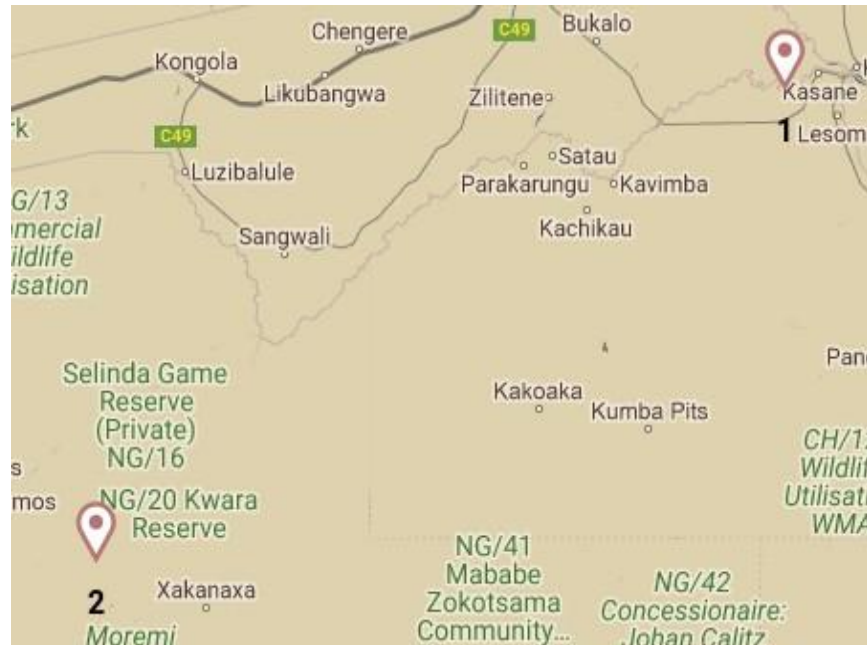 Chengere
C49
Bukalo
Kongola
Likubangwa
Zilitene
Kasane
1
Lesom
C49
rk
Luzibalule
Satau
Parakarungu
Kavimba
G/13
mercial
ildlife
isation
Sangwali
Kachikau
Selinda Game
Reserve
(Private)
NG/16
Pan
Kakoaka
Kumba Pits
CH/1
Wildlif
Utilisat
WMA
s
mos
NG/20 Kwara
Reserve
2
Xakanaxa
Moremi
NG/41
Mababe
Zokotsama
Community...
NG/42
Concessionaire:
Johan Calitz